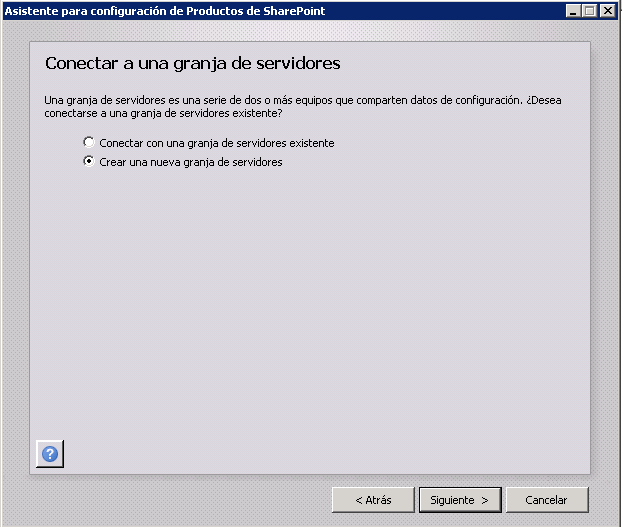 Asistente para configuración de Productos de SharePoint
Conectar a una granja de servidores
Una granja de servidores es una serie de dos o más equipos que comparten datos de configuración. ¿Desea
conectarse a una granja de servidores existente?
Conectar con una granja de servidores existente
Crear una nueva granja de servidores
?
< Atrás
Siguiente >
Cancelar